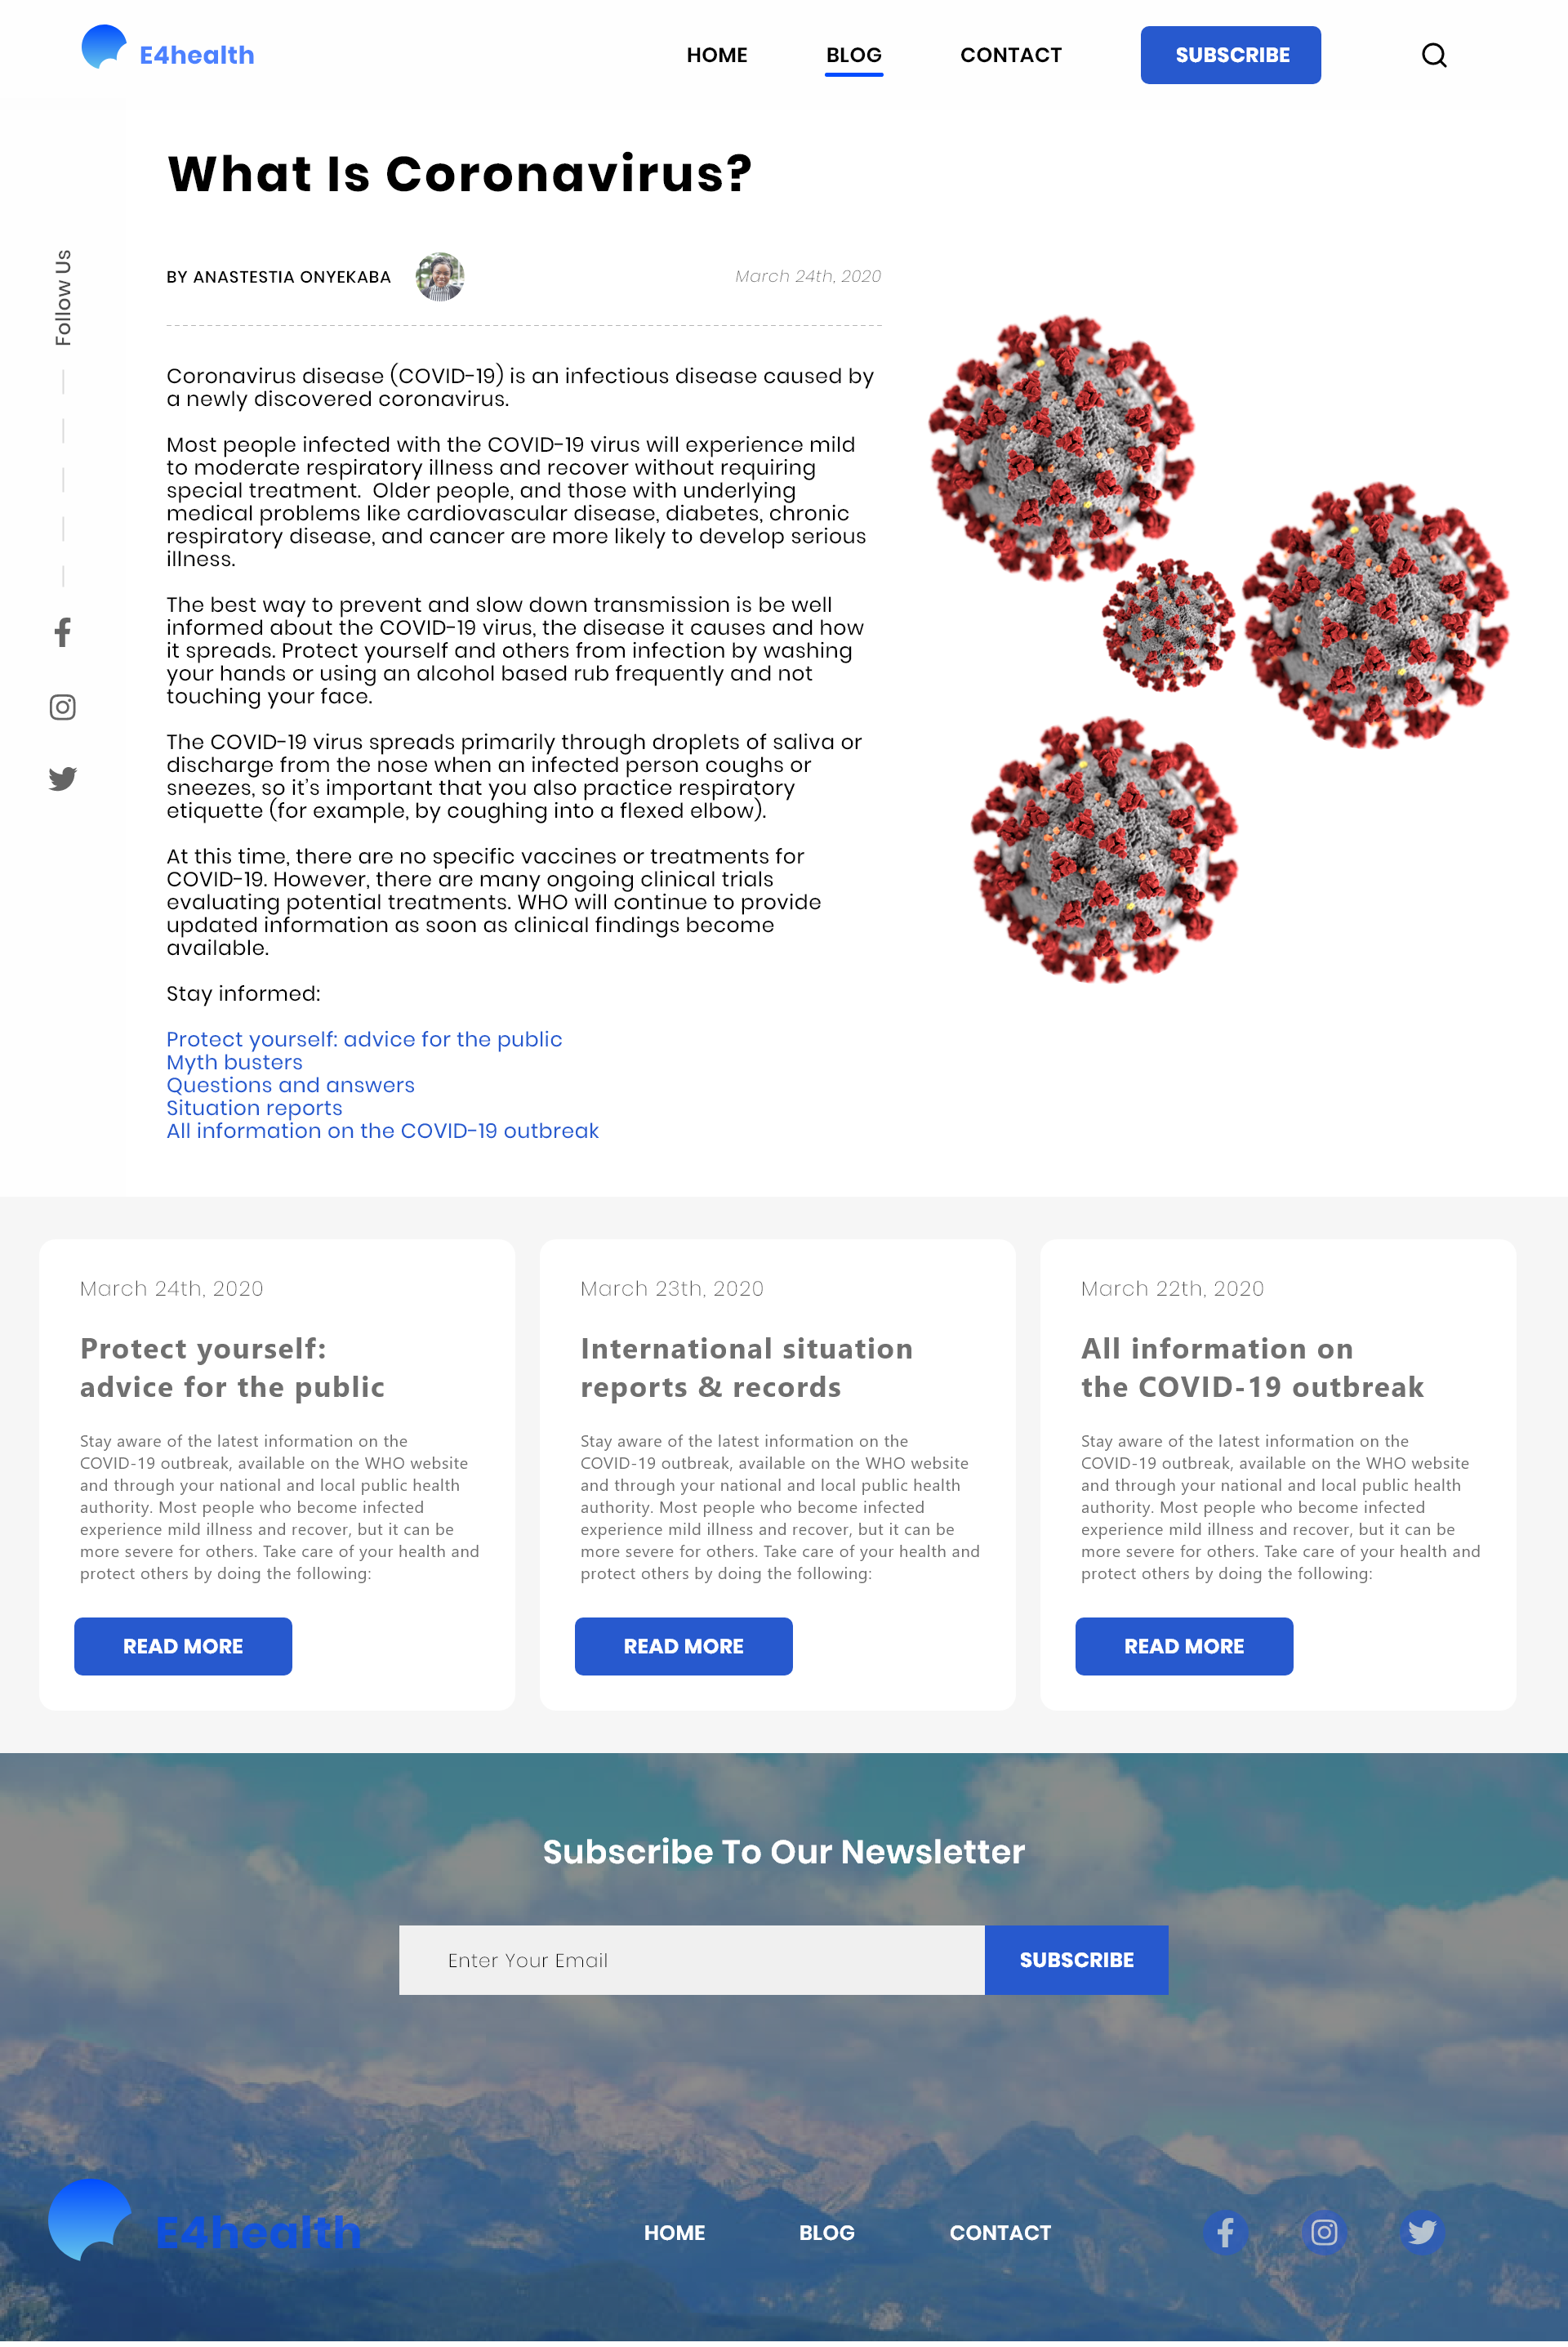 E4health
HOME
BLOG
CONTACT
SUBSCRIBE
What Is Coronavirus?
Follow Us
BY ANASTESTIA ONYEKABA
March 24th, 2020
Coronavirus disease (COVID-19) is an infectious disease caused by
a newly discovered coronavirus.
Most people infected with the COVID-19 virus will experience mild
to moderate respiratory illness and recover without requiring
special treatment.  Older people, and those with underlying
medical problems like cardiovascular disease, diabetes, chronic
respiratory disease, and cancer are more likely to develop serious
illness.
The best way to prevent and slow down transmission is be well
informed about the COVID-19 virus, the disease it causes and how
it spreads. Protect yourself and others from infection by washing
your hands or using an alcohol based rub frequently and not
touching your face.
The COVID-19 virus spreads primarily through droplets of saliva or
discharge from the nose when an infected person coughs or
sneezes, so it’s important that you also practice respiratory
etiquette (for example, by coughing into a flexed elbow).
At this time, there are no specific vaccines or treatments for
COVID-19. However, there are many ongoing clinical trials
evaluating potential treatments. WHO will continue to provide
updated information as soon as clinical findings become
available.
Stay informed:
Protect yourself: advice for the public
Myth busters
Questions and answers
Situation reports
All information on the COVID-19 outbreak
March 24th, 2020
Protect yourself:
advice for the public
Stay aware of the latest information on the
COVID-19 outbreak, available on the WHO website
and through your national and local public health
authority. Most people who become infected
experience mild illness and recover, but it can be
more severe for others. Take care of your health and
protect others by doing the following:
READ MORE
March 23th, 2020
International situation
reports & records
Stay aware of the latest information on the
COVID-19 outbreak, available on the WHO website
and through your national and local public health
authority. Most people who become infected
experience mild illness and recover, but it can be
more severe for others. Take care of your health and
protect others by doing the following:
READ MORE
March 22th, 2020
All information on
the COVID-19 outbreak
Stay aware of the latest information on the
COVID-19 outbreak, available on the WHO website
and through your national and local public health
authority. Most people who become infected
experience mild illness and recover, but it can be
more severe for others. Take care of your health and
protect others by doing the following:
READ MORE
Subscribe To Our Newsletter
Enter Your Email
SUBSCRIBE
E4health
HOME
BLOG
CONTACT